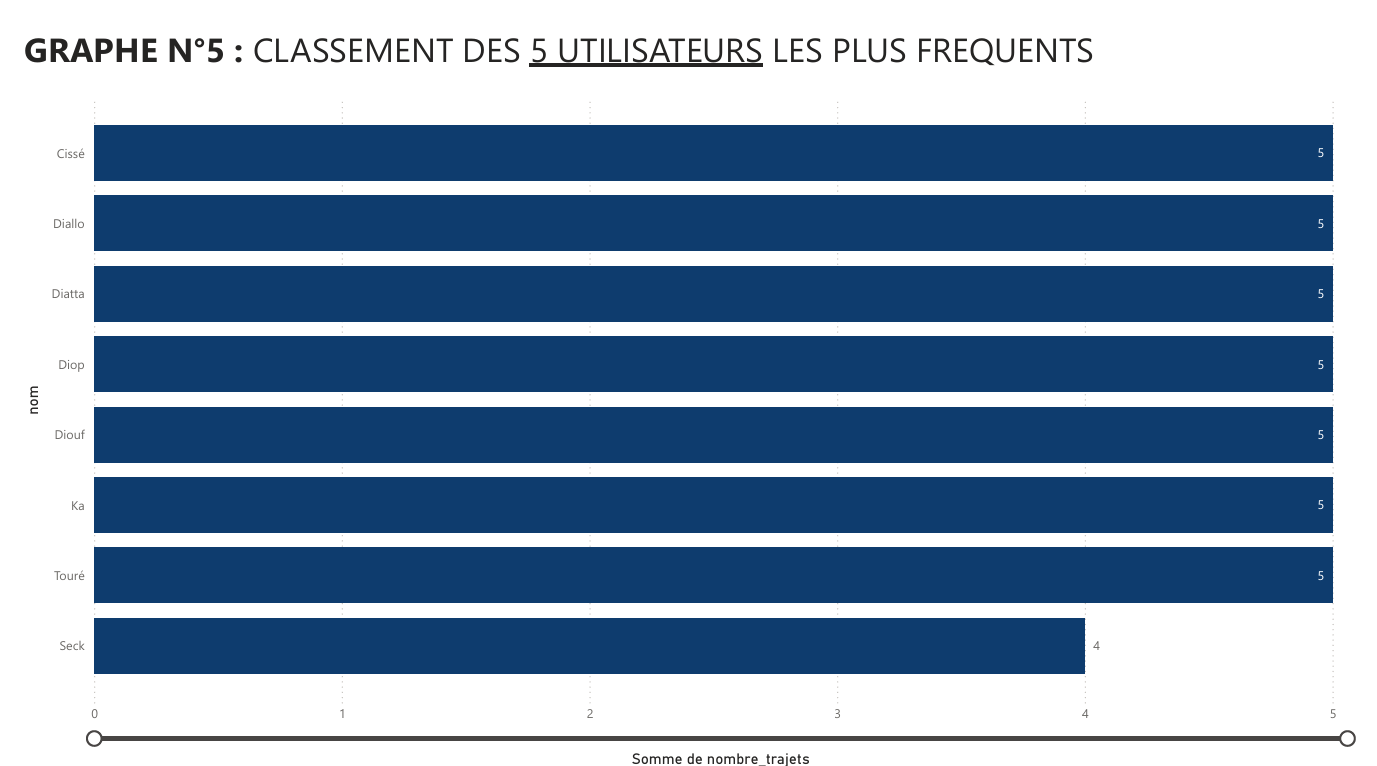 GRAPHE N°5 : CLASSEMENT DES 5 UTILISATEURS LES PLUS FREQUENTS
Cissé 5
Diallo 5
Diatta 5
Diop 5
nom
Diouf 5
Ka 5
Touré 5
Seck 4
0 1 2 3 4 5
Somme de nombre_trajets